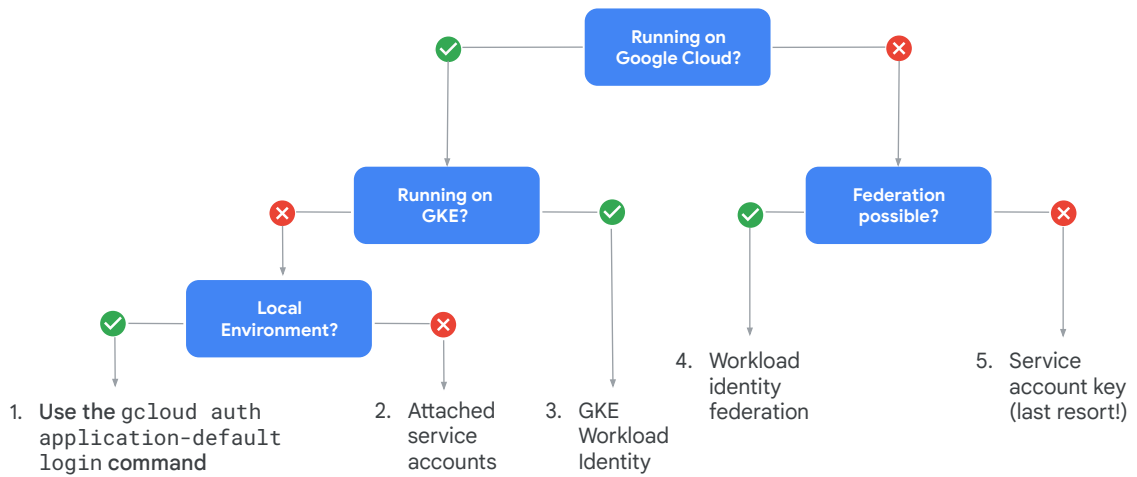 Running on
Google Cloud?
Running on
GKE?
Federation
possible?
Local
Environment?
1. Use the gcloud auth
application-default
login command
2. Attached
service
accounts
3. GKE
Workload
Identity
4. Workload
identity
federation
5. Service
account key
(last resort!)